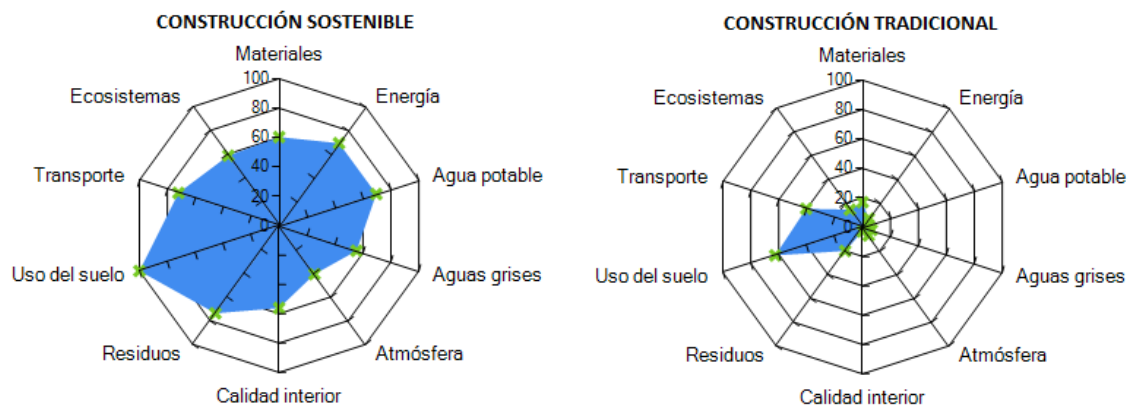 CONSTRUCCIÓN SOSTENIBLE
Materiales
100
80
60
40
20
0
Energía
Agua potable
Aguas grises
Atmósfera
Calidad interior
Residuos
Uso del suelo
Transporte
Ecosistemas
CONSTRUCCIÓN TRADICIONAL
Materiales
100
80
60
40
20
0
Energía
Agua potable
Aguas grises
Atmósfera
Calidad interior
Residuos
Uso del suelo
Transporte
Ecosistemas